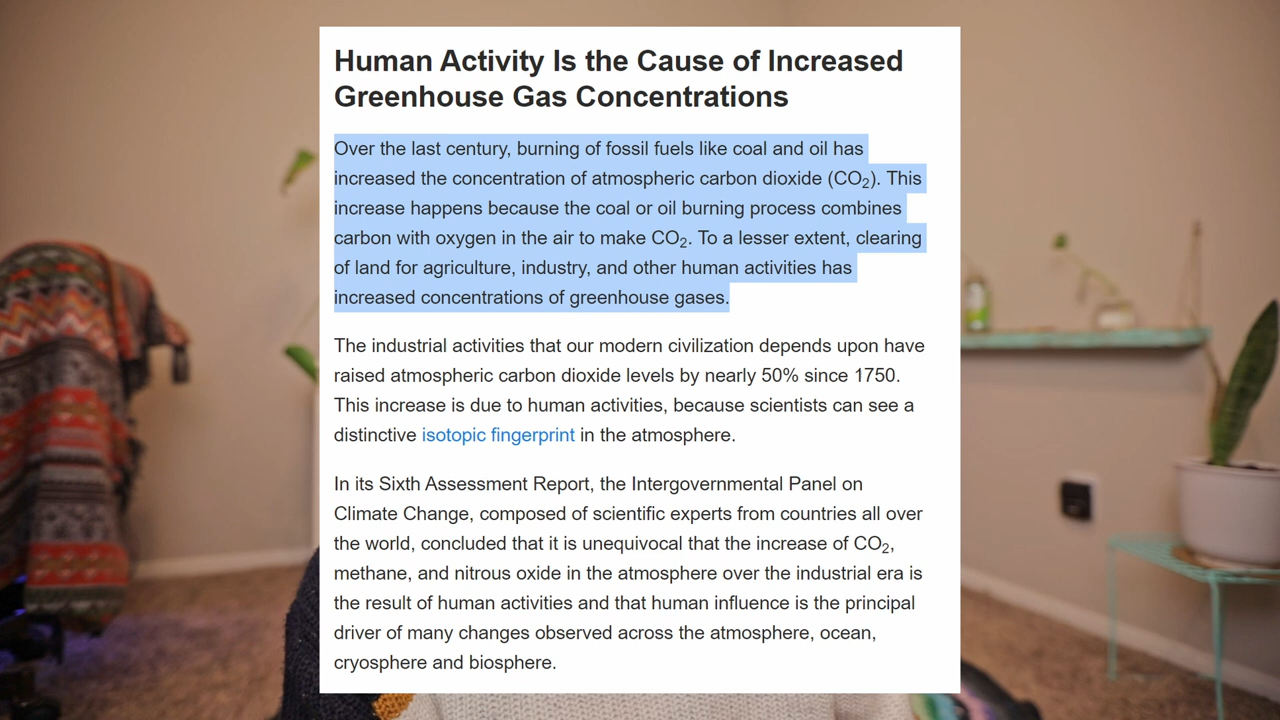 Human Activity Is the Cause of Increased
Greenhouse Gas Concentrations
Over the last century, burning of fossil fuels like coal and oil has
increased the concentration of atmospheric carbon dioxide (CO₂). This
increase happens because the coal or oil burning process combines
carbon with oxygen in the air to make CO₂. To a lesser extent, clearing
of land for agriculture, industry, and other human activities has
increased concentrations of greenhouse gases.
The industrial activities that our modern civilization depends upon have
raised atmospheric carbon dioxide levels by nearly 50% since 1750.
This increase is due to human activities, because scientists can see a
distinctive isotopic fingerprint in the atmosphere.
In its Sixth Assessment Report, the Intergovernmental Panel on
Climate Change, composed of scientific experts from countries all over
the world, concluded that it is unequivocal that the increase of CO₂,
methane, and nitrous oxide in the atmosphere over the industrial era is
the result of human activities and that human influence is the principal
driver of many changes observed across the atmosphere, ocean,
cryosphere and biosphere.